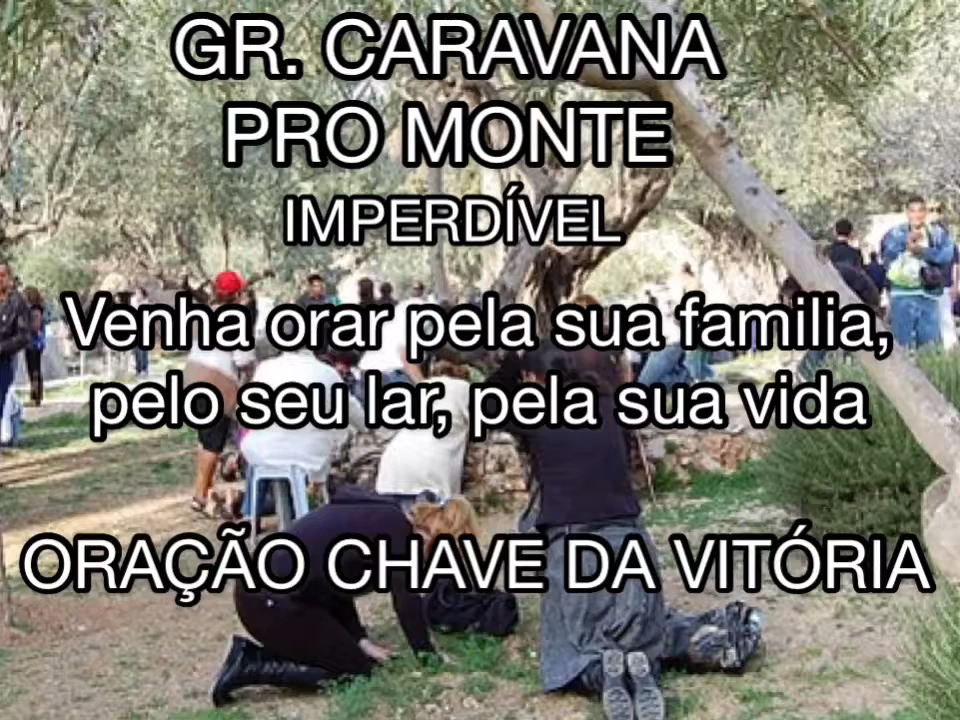 GR. CARAVANA
PRO MONTE
IMPERDÍVEL
Venha orar pela sua familia,
pelo seu lar, pela sua vida
ORAÇÃO CHAVE DA VITÓRIA